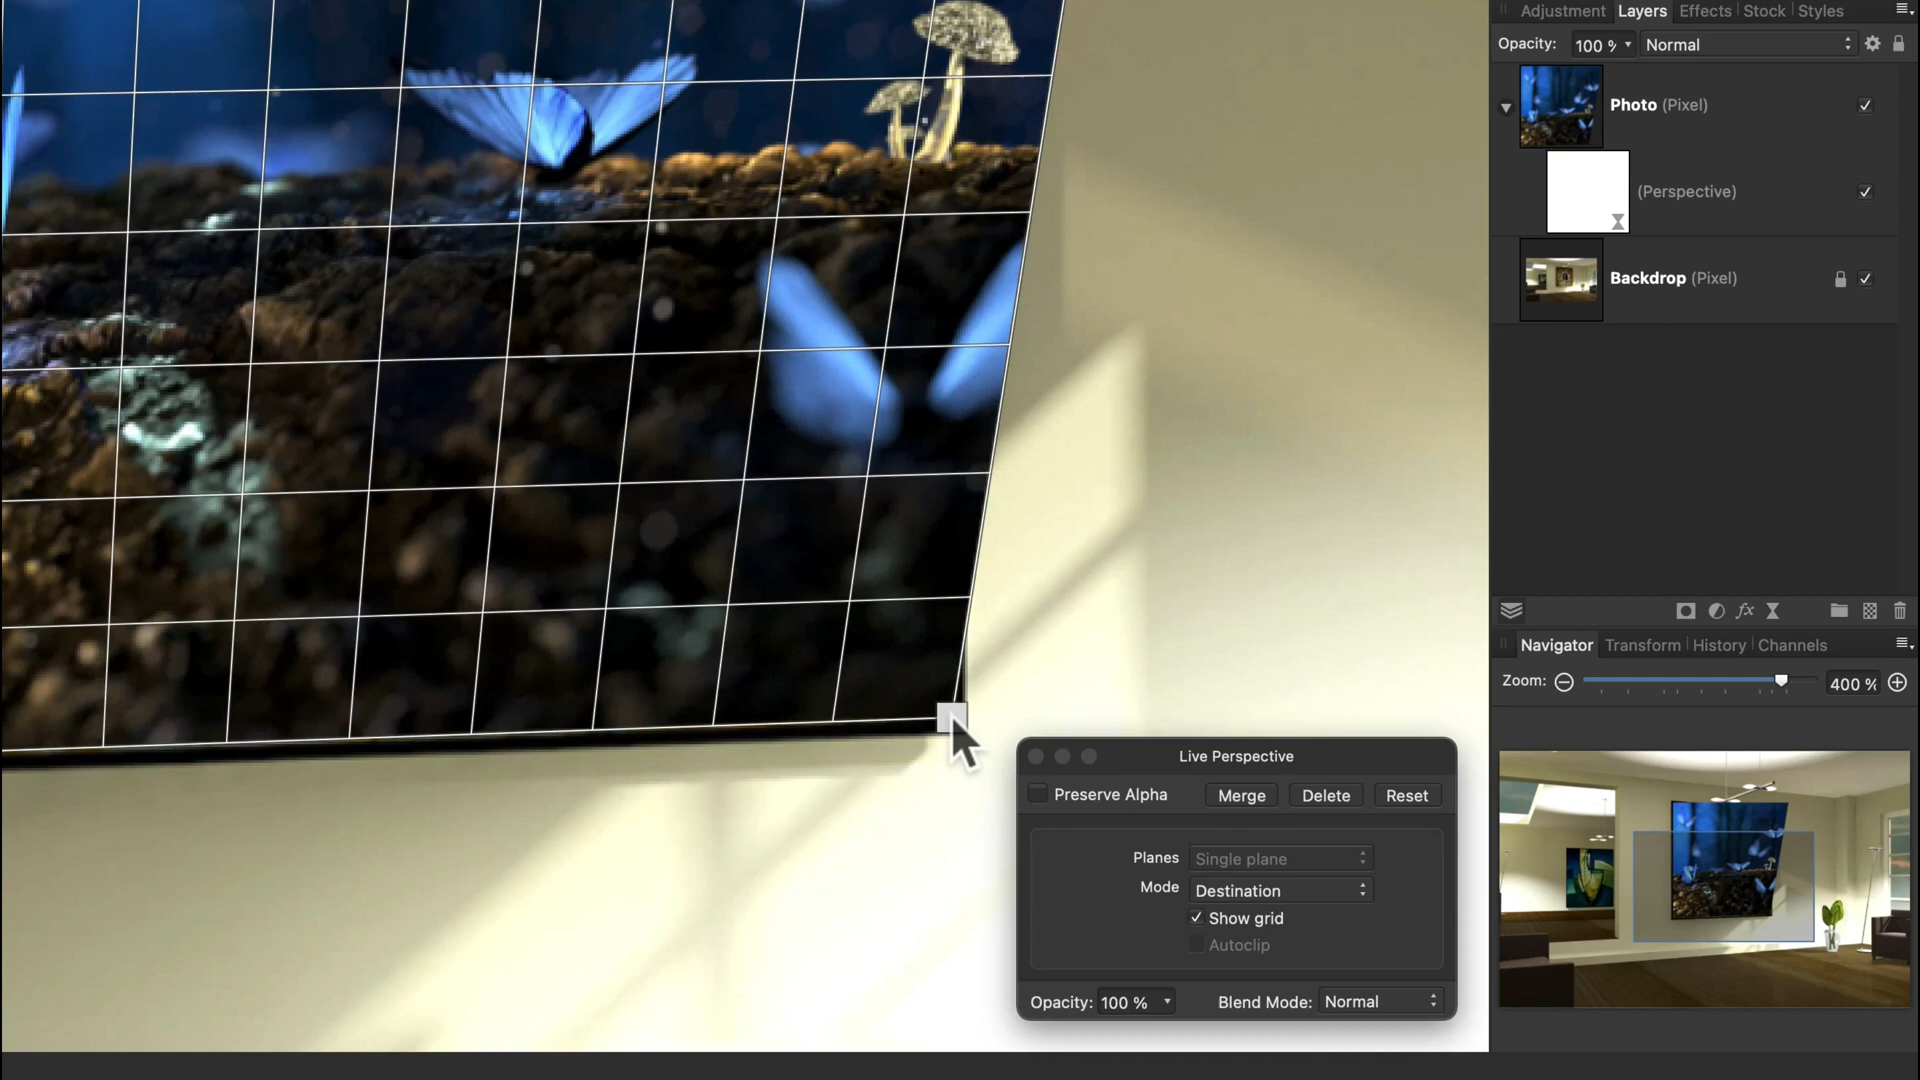 Adjustment Layers Effects Stock Styles
Opacity: 100 % Normal
Photo (Pixel)
(Perspective)
Backdrop (Pixel)
fx
Navigator Transform History Channels
Zoom: 400 %
Live Perspective
Preserve Alpha Merge Delete Reset
Planes Single plane
Mode Destination
Show grid
Autoclip
Opacity: 100 % Blend Mode: Normal